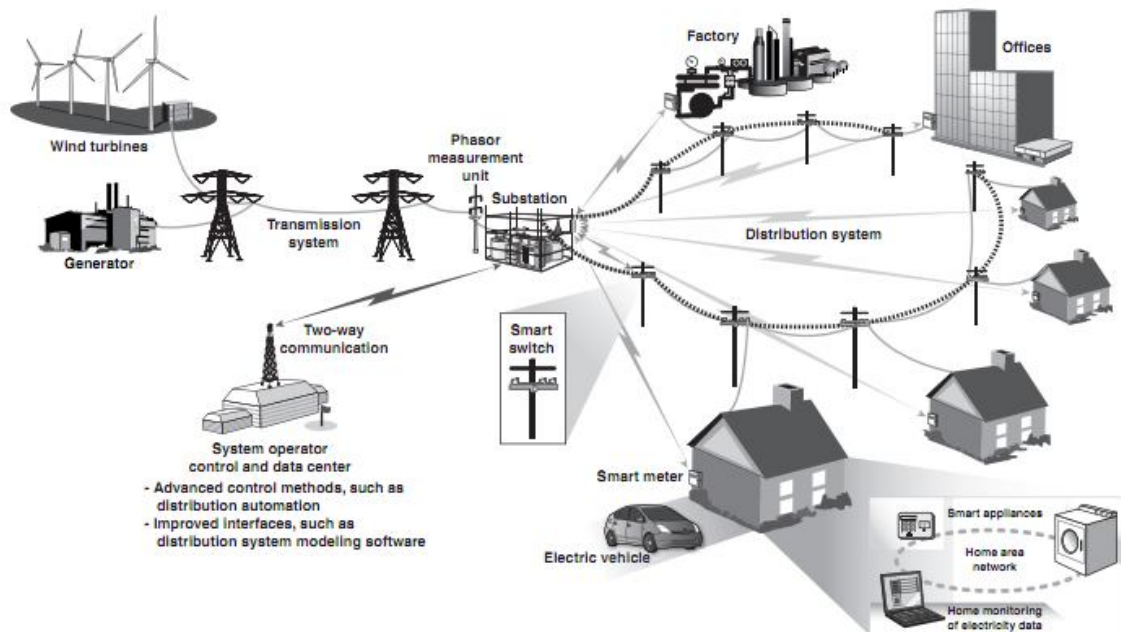 Factory
Offices
Wind turbines
Phasor
measurement
unit
Substation
Transmission
system
Generator
Distribution system
Two-way
communication
Smart
switch
System operator
control and data center
- Advanced control methods, such as
distribution automation
- Improved interfaces, such as
distribution system modeling software
Smart meter
Electric vehicle
Smart appliances
Home area
network
Home monitoring
of electricity data